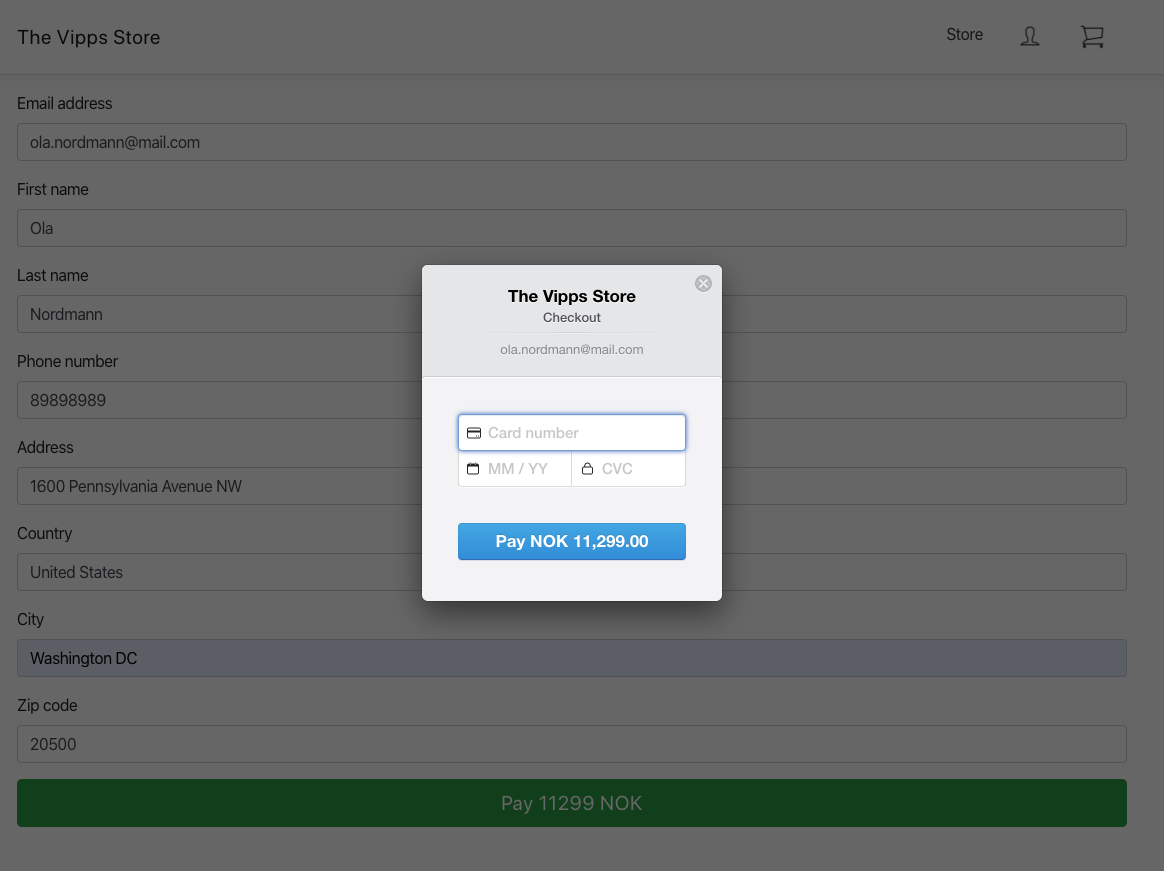 The Vipps Store
Store
Email address
ola.nordmann@mail.com
First name
Ola
Last name
Nordmann
Phone number
89898989
Address
1600 Pennsylvania Avenue NW
Country
United States
City
Washington DC
Zip code
20500
Pay 11299 NOK
The Vipps Store
Checkout
ola.nordmann@mail.com
Card number
MM / YY CVC
Pay NOK 11,299.00